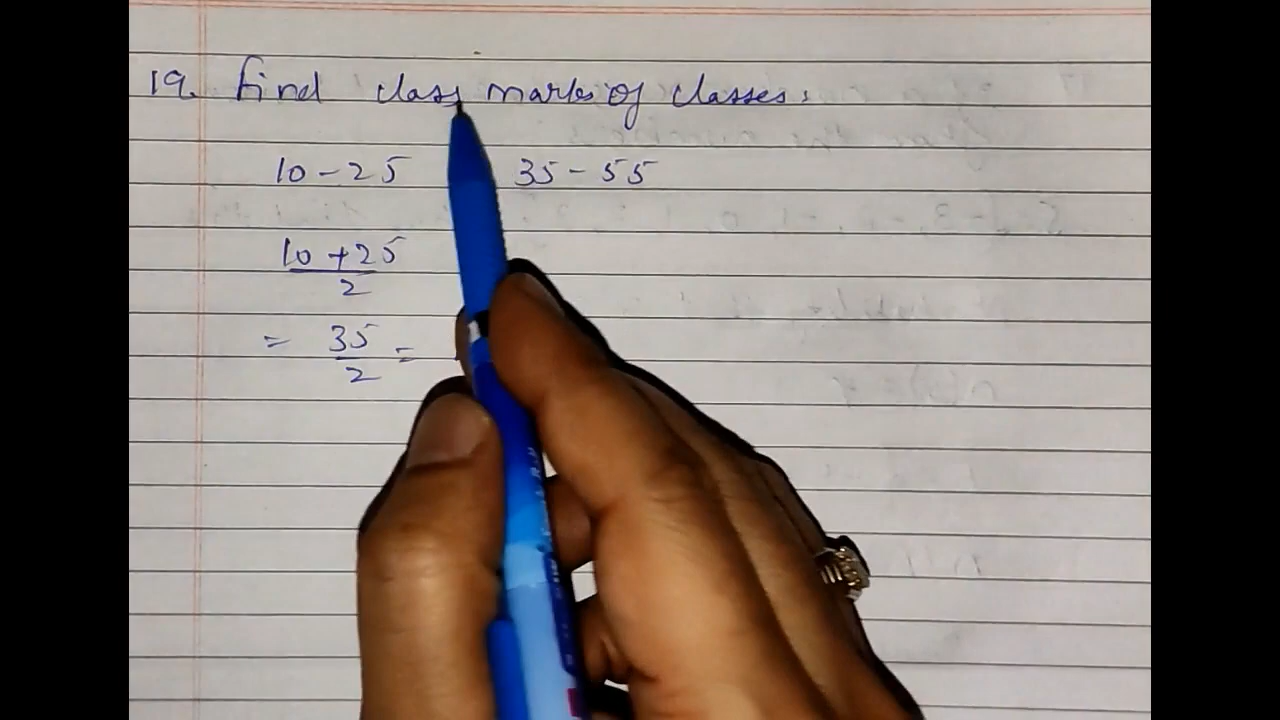 19. find class marks of classes:
10-25 35-55
10+25
2
= 35 =
2